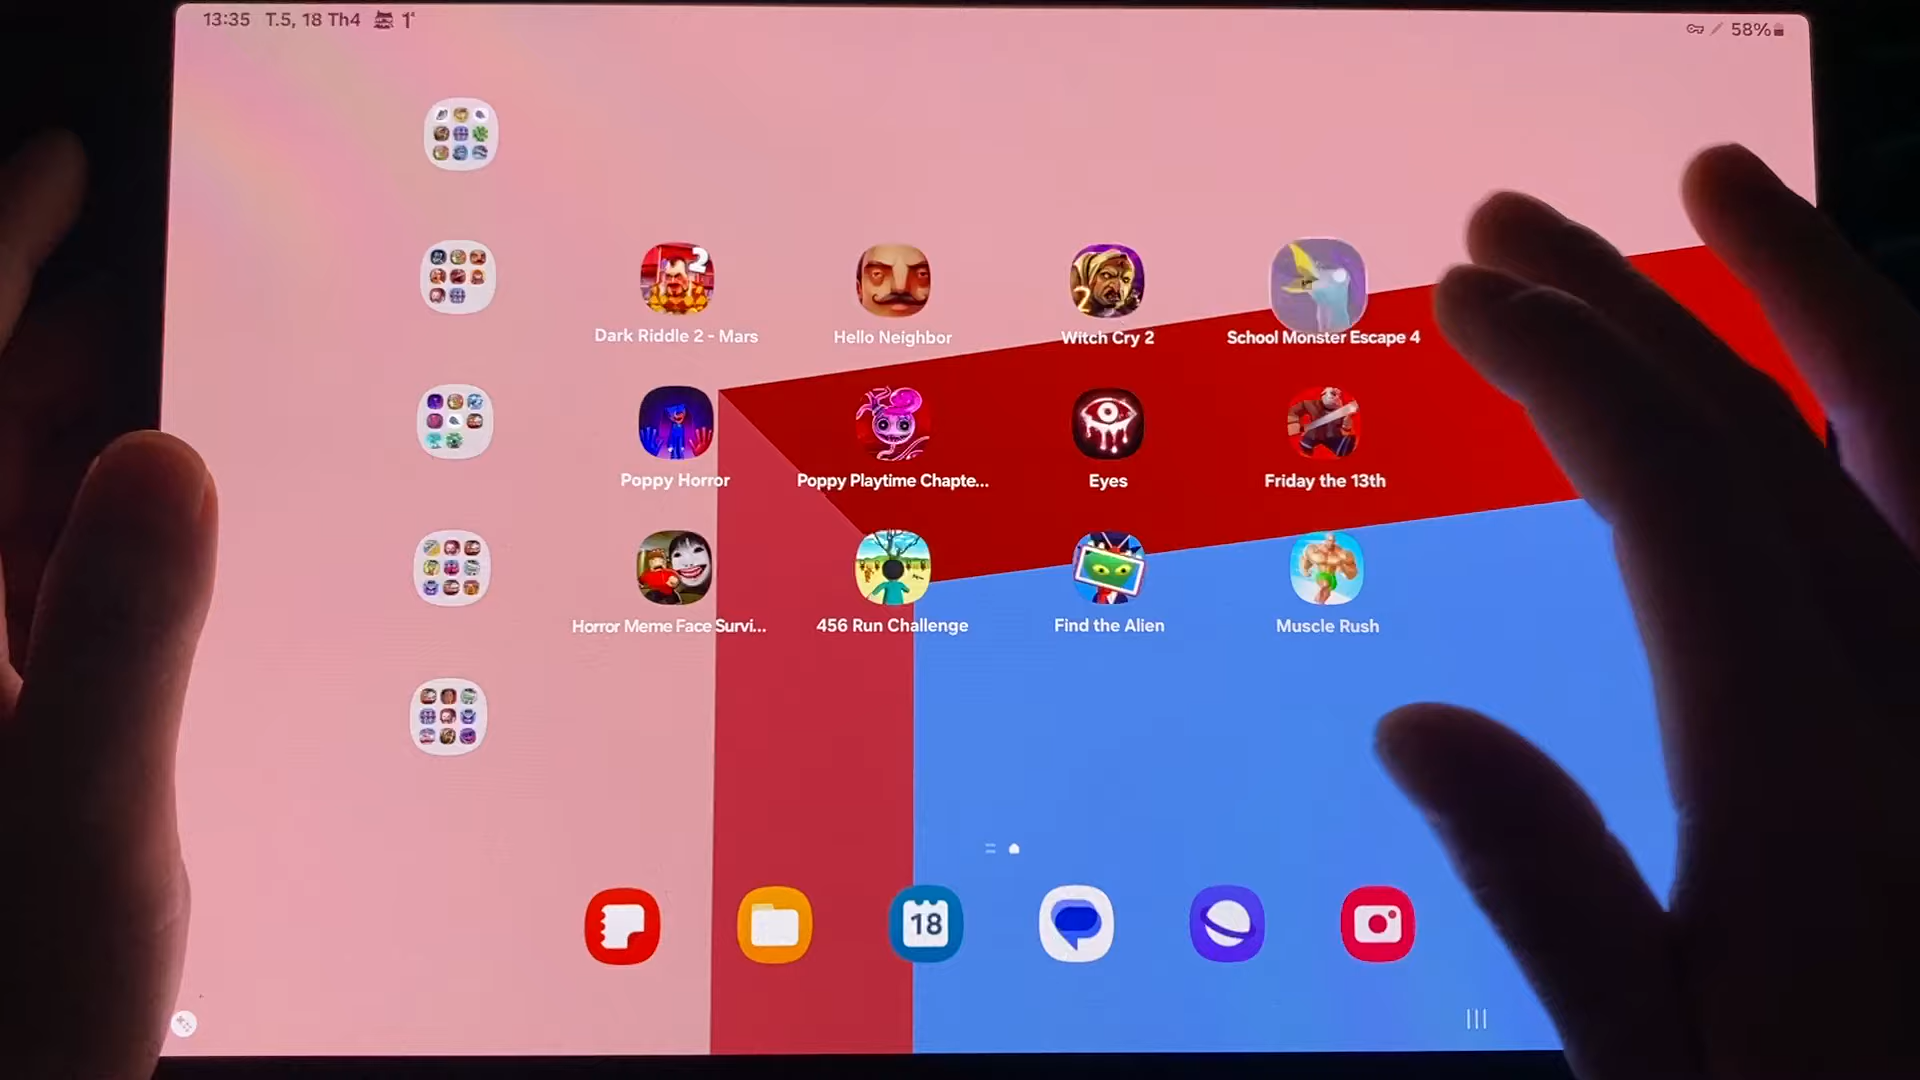 13:35 T.5, 18 Th4
58%
Dark Riddle 2 - Mars
Hello Neighbor
Witch Cry 2
School Monster Escape 4
Poppy Horror
Poppy Playtime Chapte...
Eyes
Friday the 13th
Horror Meme Face Survi...
456 Run Challenge
Find the Alien
Muscle Rush
2
2
18